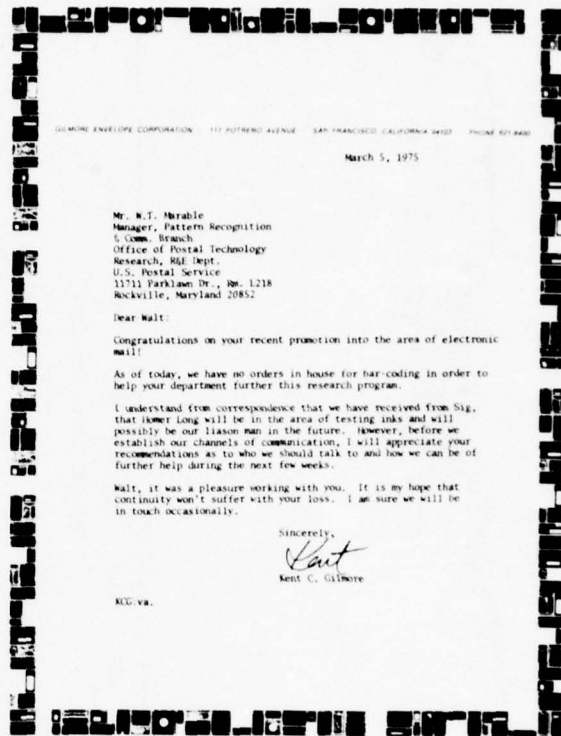 GILMORE ENVELOPE CORPORATION 111 POTRERO AVENUE SAN FRANCISCO, CALIFORNIA 94103 PHONE 621-8400
March 5, 1975
Mr. W.T. Marable
Manager, Pattern Recognition
& Comm. Branch
Office of Postal Technology
Research, R&E Dept.
U.S. Postal Service
11711 Parklawn Dr., Rm. 1218
Rockville, Maryland 20852
Dear Walt:
Congratulations on your recent promotion into the area of electronic
mail!
As of today, we have no orders in house for bar-coding in order to
help your department further this research program.
I understand from correspondence that we have received from Sig,
that Homer Long will be in the area of testing inks and will
possibly be our liason man in the future. However, before we
establish our channels of communication, I will appreciate your
recommendations as to who we should talk to and how we can be of
further help during the next few weeks.
Walt, it was a pleasure working with you. It is my hope that
continuity won't suffer with your loss. I am sure we will be
in touch occasionally.
Sincerely,
Kent
Kent C. Gilmore
KCG:va.